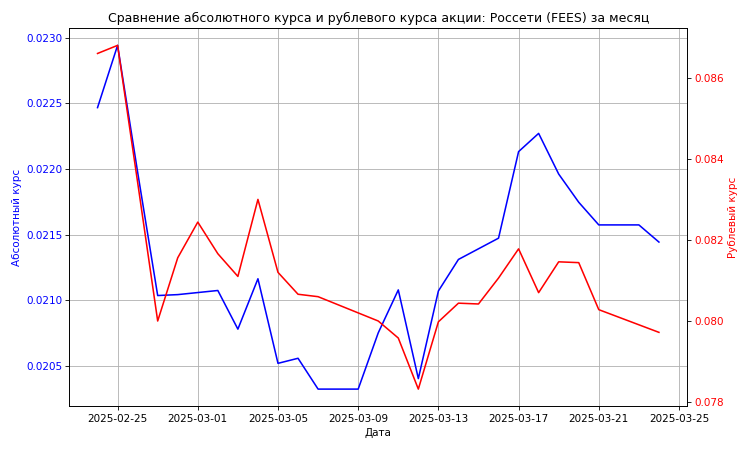 Сравнение абсолютного курса и рублевого курса акции: Россети (FEES) за месяц
0.0230
0.0225
0.0220
0.0215
0.0210
0.0205
Абсолютный курс
0.086
0.084
0.082
0.080
0.078
Рублевый курс
2025-02-25 2025-03-01 2025-03-05 2025-03-09 2025-03-13 2025-03-17 2025-03-21 2025-03-25
Дата